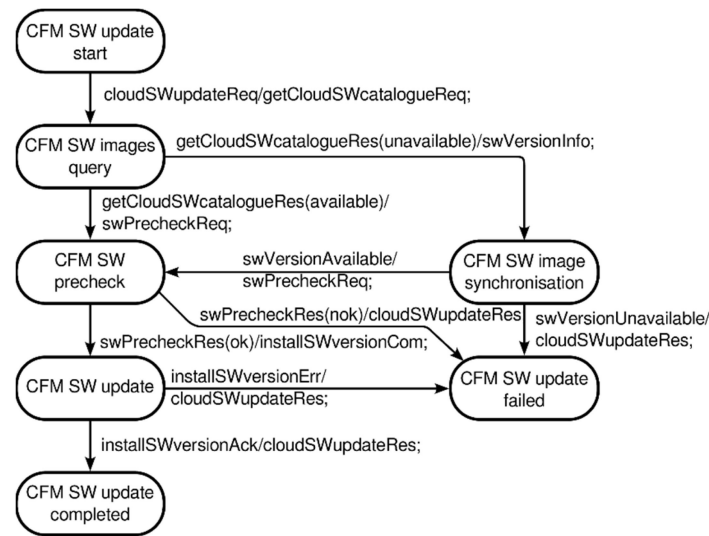 CFM SW update
start
cloudSWupdateReq/getCloudSWcatalogueReq;
CFM SW images
query
getCloudSWcatalogueRes(unavailable)/swVersionInfo;
getCloudSWcatalogueRes(available)/
swPrecheckReq;
CFM SW
precheck
swVersionAvailable/
swPrecheckReq;
CFM SW image
synchronisation
swPrecheckRes(nok)/cloudSWupdateRes
swVersionUnavailable/
cloudSWupdateRes;
swPrecheckRes(ok)/installSWversionCom;
CFM SW update
installSWversionErr/
cloudSWupdateRes;
CFM SW update
failed
installSWversionAck/cloudSWupdateRes;
CFM SW update
completed